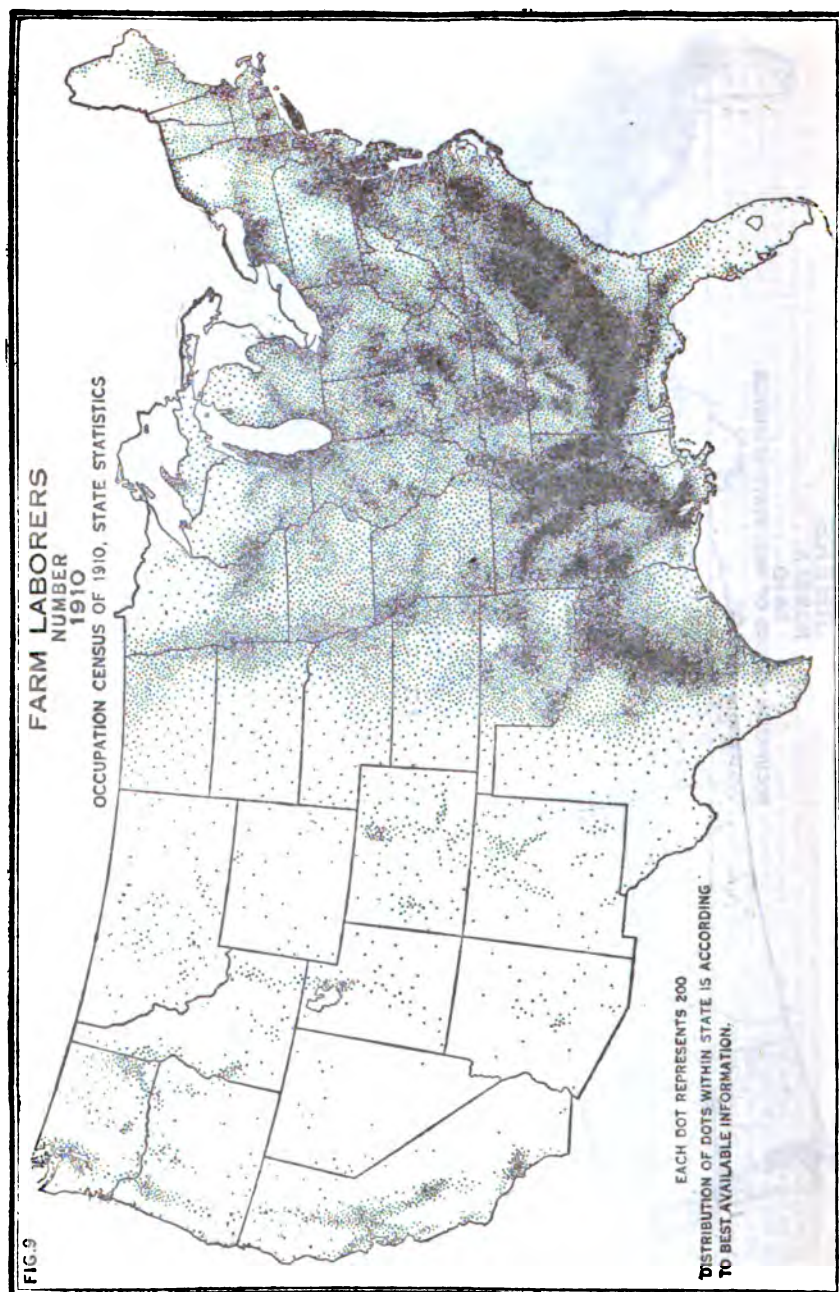 FIG.9
FARM LABORERS
NUMBER
1910
OCCUPATION CENSUS OF 1910, STATE STATISTICS
EACH DOT REPRESENTS 200
DISTRIBUTION OF DOTS WITHIN STATE IS ACCORDING
TO BEST AVAILABLE INFORMATION.